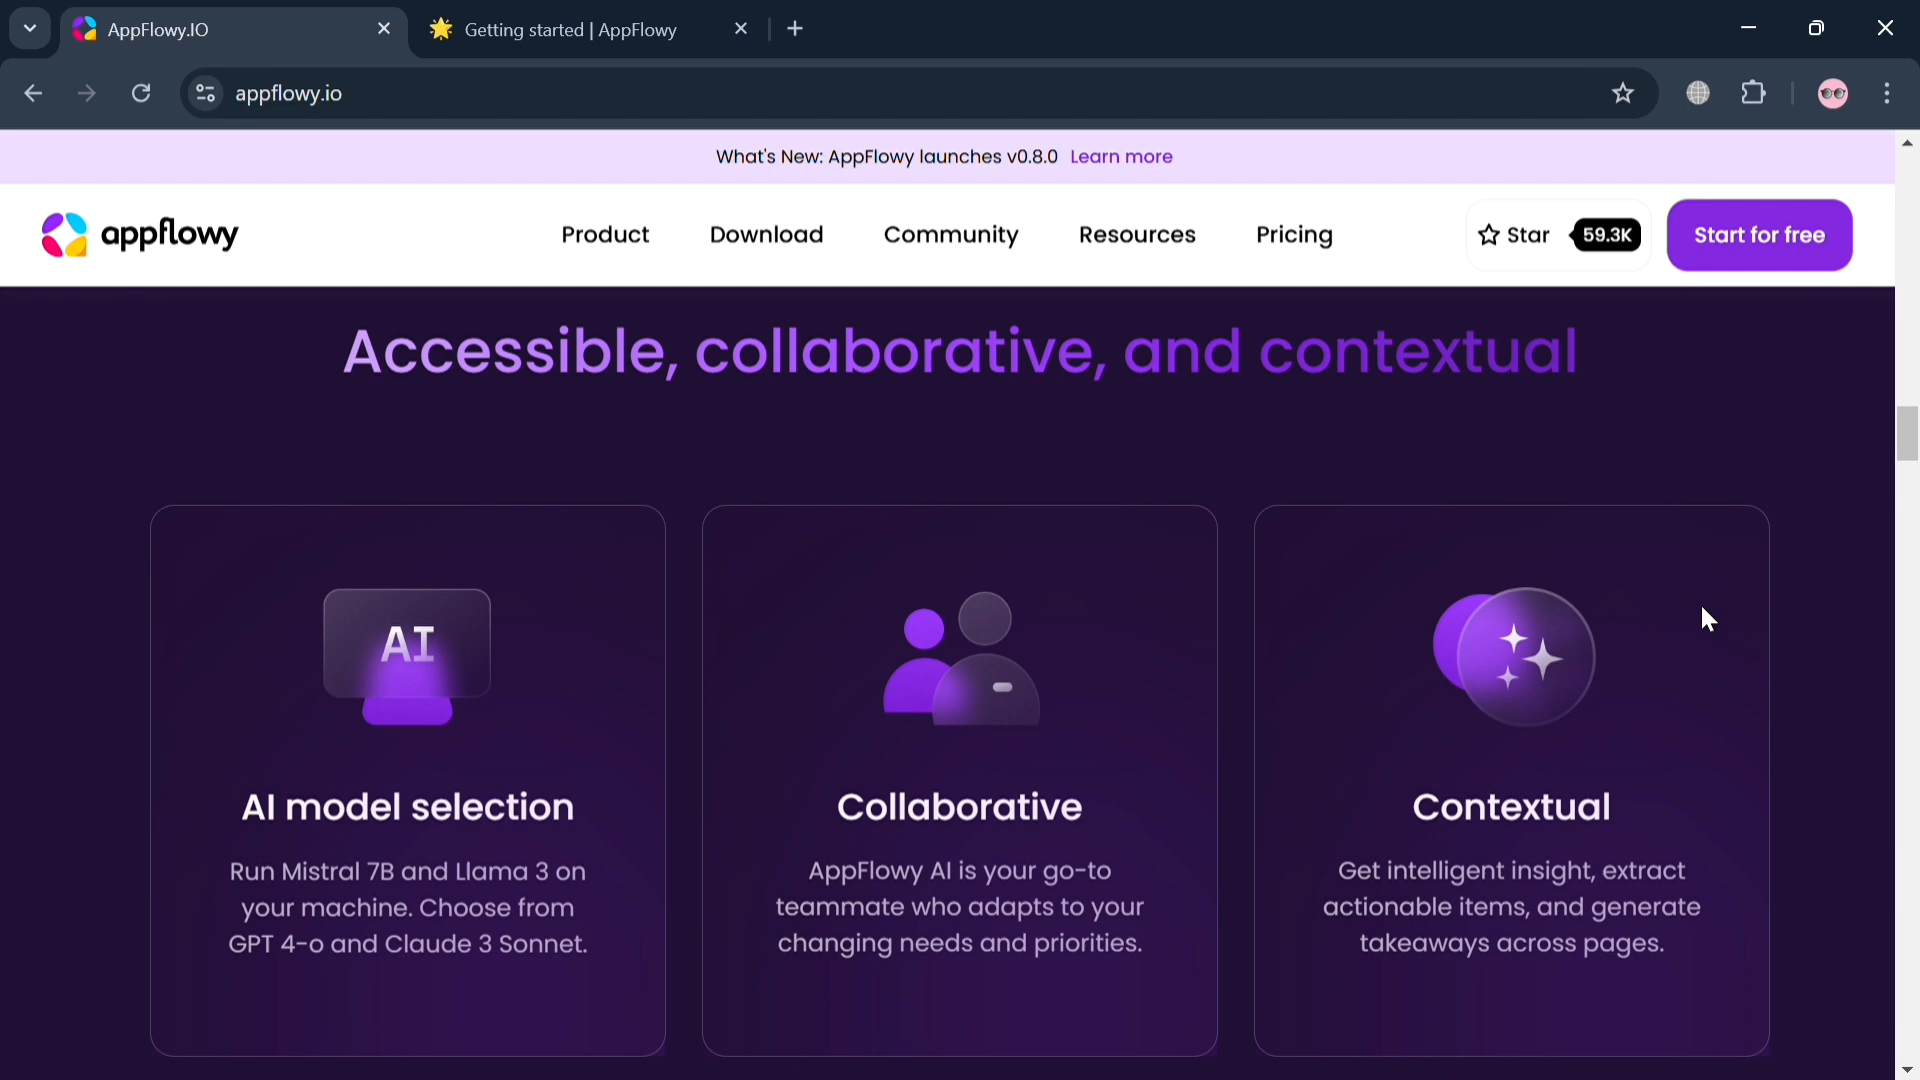 AppFlowy.IO
Getting started | AppFlowy
appflowy.io
What's New: AppFlowy launches v0.8.0 Learn more
appflowy
Product
Download
Community
Resources
Pricing
Star
59.3K
Start for free
Accessible, collaborative, and contextual
AI
AI model selection
Run Mistral 7B and Llama 3 on
your machine. Choose from
GPT 4-o and Claude 3 Sonnet.
Collaborative
AppFlowy AI is your go-to
teammate who adapts to your
changing needs and priorities.
Contextual
Get intelligent insight, extract
actionable items, and generate
takeaways across pages.